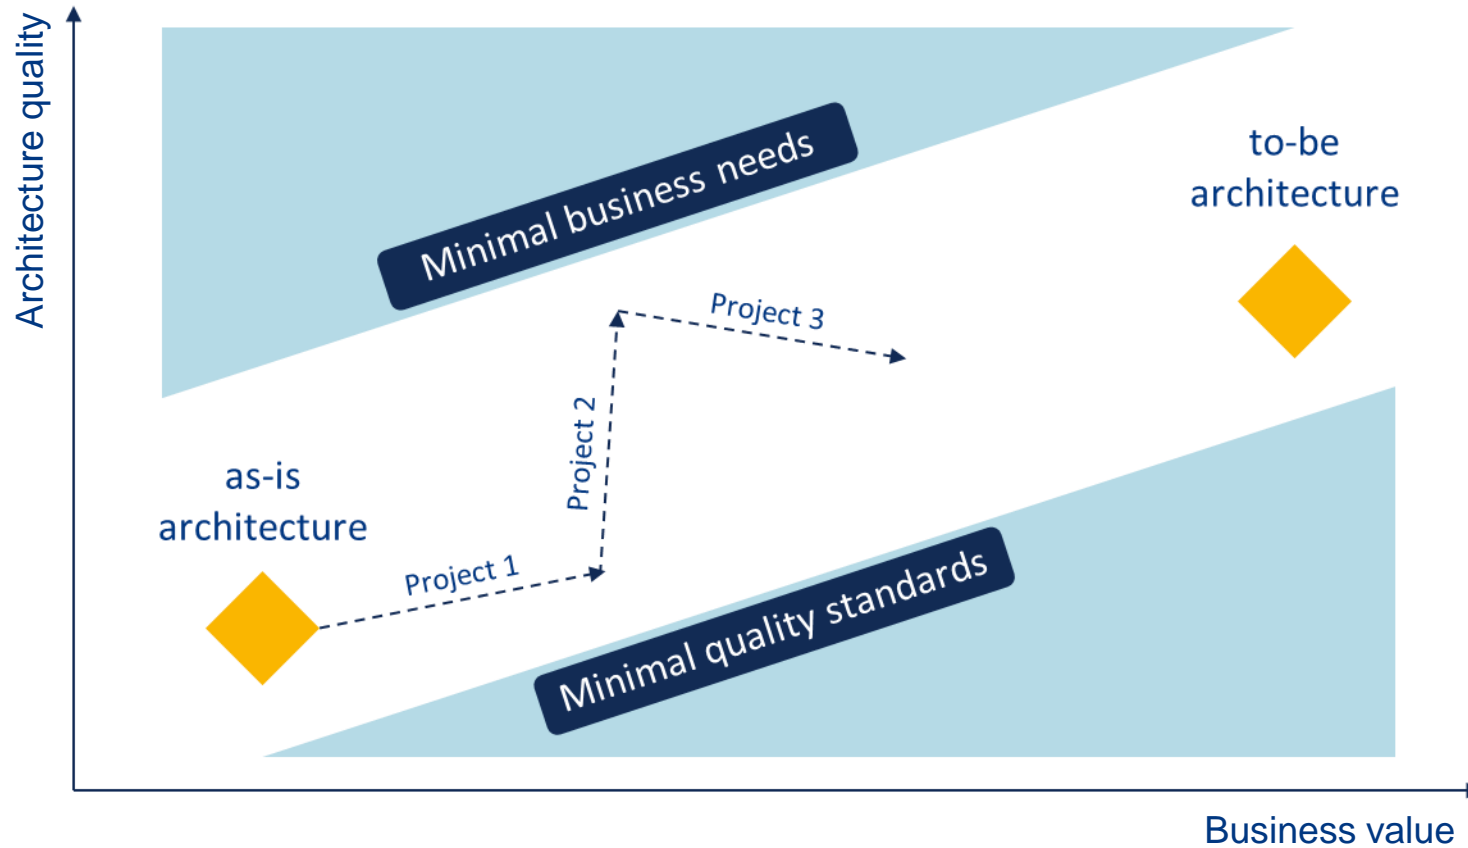 Architecture quality
Minimal business needs
to-be
architecture
Project 3
Project 2
as-is
architecture
Project 1
Minimal quality standards
Business value